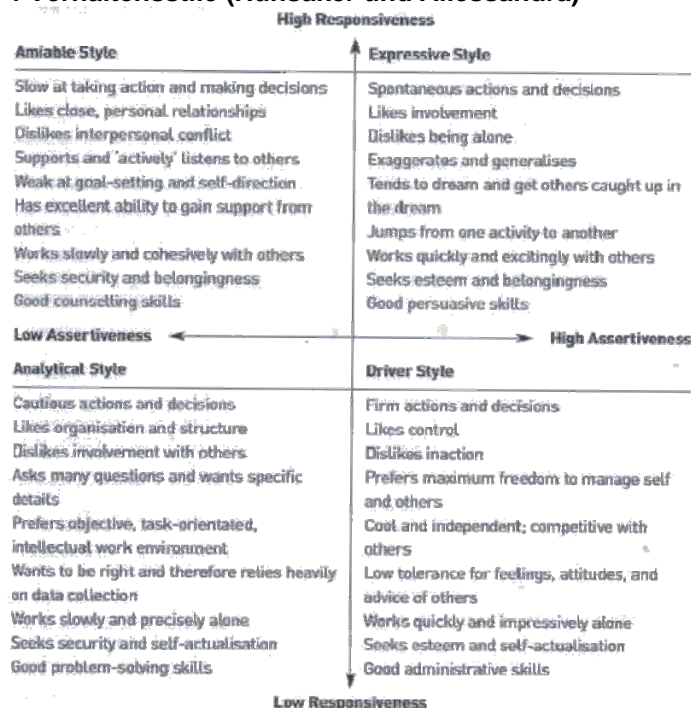 Verhaltensstile (Hunsaker und
High Responsiveness
Amiable Style
Slow at taking action and making decisions
Likes close, personal relationships
Dislikes interpersonal conflict
Supports and 'actively' listens to others
Weak at goal-setting and self-direction
Has excellent ability to gain support from
others
Works slowly and cohesively with others
Seeks security and belongingness
Good counselling skills
Expressive Style
Spontaneous actions and decisions
Likes involvement
Dislikes being alone
Exaggerates and generalises
Tends to dream and get others caught up in
the dream
Jumps from one activity to another
Works quickly and excitingly with others
Seeks esteem and belongingness
Good persuasive skills
Low Assertiveness
High Assertiveness
Analytical Style
Cautious actions and decisions
Likes organisation and structure
Dislikes involvement with others
Asks many questions and wants specific
details
Prefers objective, task-orientated,
intellectual work environment
Wants to be right and therefore relies heavily
on data collection
Works slowly and precisely alone
Seeks security and self-actualisation
Good problem-solving skills
Driver Style
Firm actions and decisions
Likes control
Dislikes inaction
Prefers maximum freedom to manage self
and others
Cool and independent; competitive with
others
Low tolerance for feelings, attitudes, and
advice of others
Works quickly and impressively alone
Seeks esteem and self-actualisation
Good administrative skills
Low Responsiveness